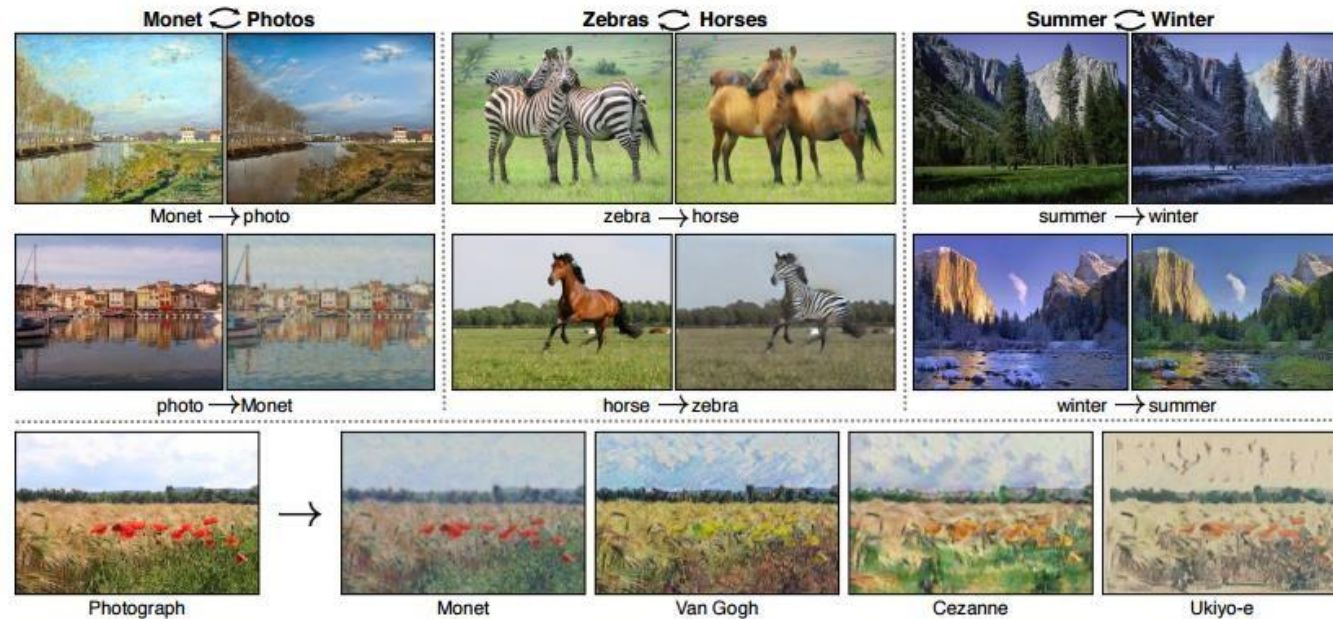 Monet Photos
Zebras Horses
Summer Winter
Monet → photo
zebra → horse
summer → winter
photo → Monet
horse → zebra
winter → summer
Photograph
Monet
Van Gogh
Cezanne
Ukiyo-e